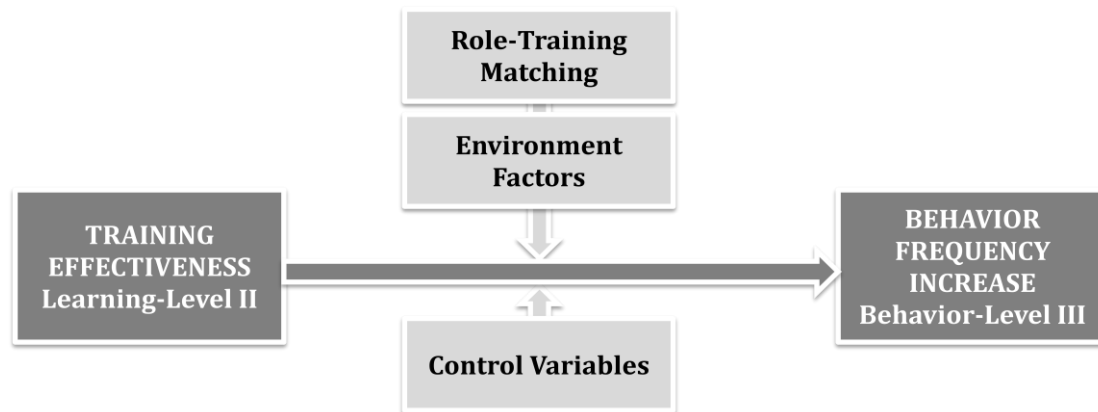 Role-Training
Matching
Environment
Factors
TRAINING
EFFECTIVENESS
Learning-Level II
BEHAVIOR
FREQUENCY
INCREASE
Behavior-Level III
Control Variables